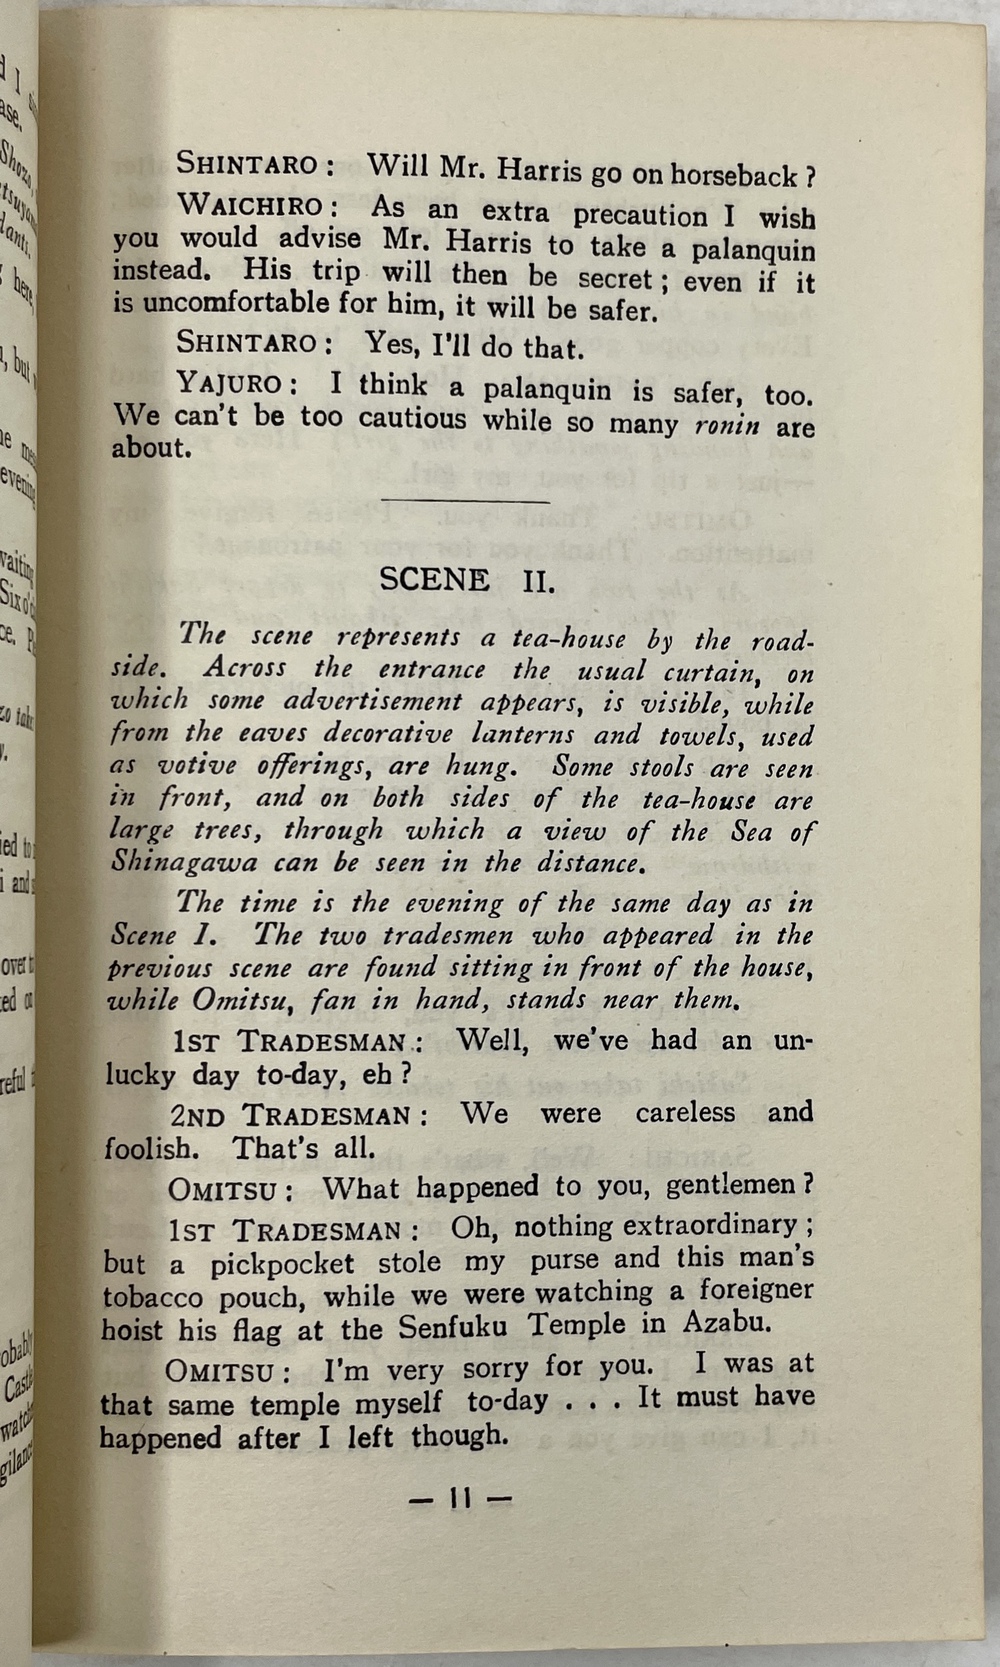 SHINTARO : Will Mr. Harris go on horseback ?
WAICHIRO : As an extra precaution I wish
you would advise Mr. Harris to take a palanquin
instead. His trip will then be secret ; even if it
is uncomfortable for him, it will be safer.
SHINTARO : Yes, I'll do that.
YAJURO : I think a palanquin is safer, too.
We can't be too cautious while so many ronin are
about.
SCENE II.
The scene represents a tea-house by the road-
side. Across the entrance the usual curtain, on
which some advertisement appears, is visible, while
from the eaves decorative lanterns and towels, used
as votive offerings, are hung. Some stools are seen
in front, and on both sides of the tea-house are
large trees, through which a view of the Sea of
Shinagawa can be seen in the distance.
The time is the evening of the same day as in
Scene I. The two tradesmen who appeared in the
previous scene are found sitting in front of the house,
while Omitsu, fan in hand, stands near them.
1ST TRADESMAN : Well, we've had an un-
lucky day to-day, eh ?
2ND TRADESMAN : We were careless and
foolish. That's all.
OMITSU : What happened to you, gentlemen ?
1ST TRADESMAN : Oh, nothing extraordinary ;
but a pickpocket stole my purse and this man's
tobacco pouch, while we were watching a foreigner
hoist his flag at the Senfuku Temple in Azabu.
OMITSU : I'm very sorry for you. I was at
that same temple myself to-day . . . It must have
happened after I left though.
— 11 —